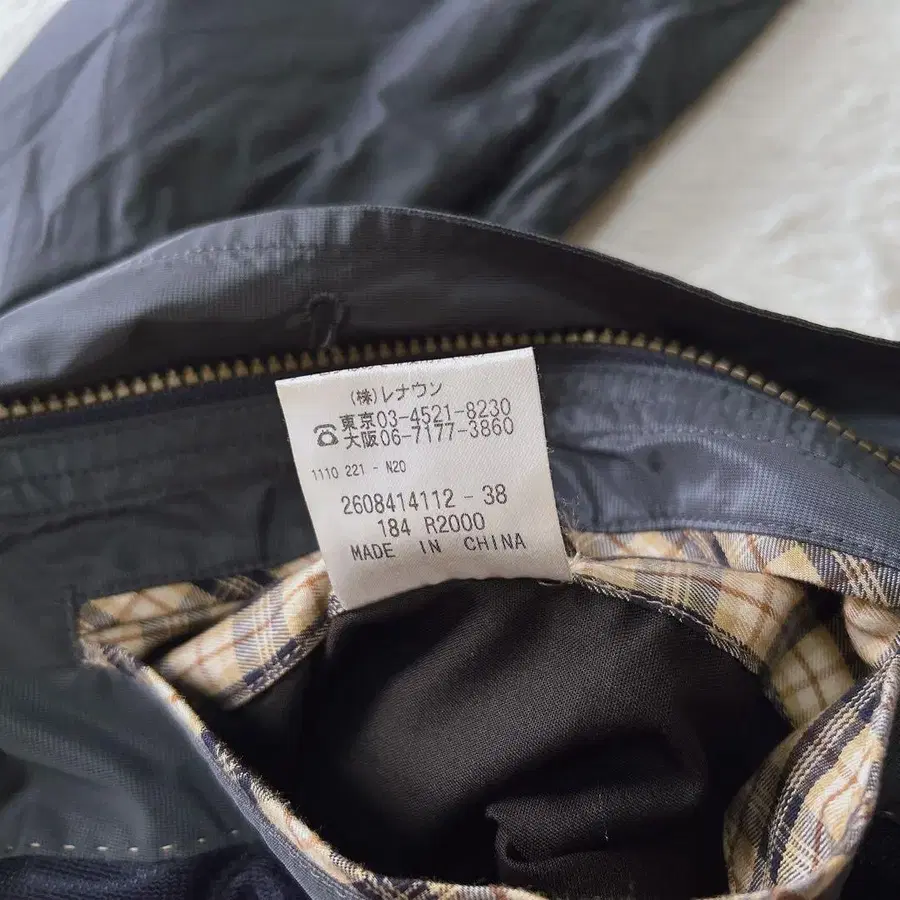 (株)レナウン
☎東京03-4521-8230
大阪06-7177-3860
1110 221 - N20
2608414112 - 38
184 R2000
MADE IN CHINA